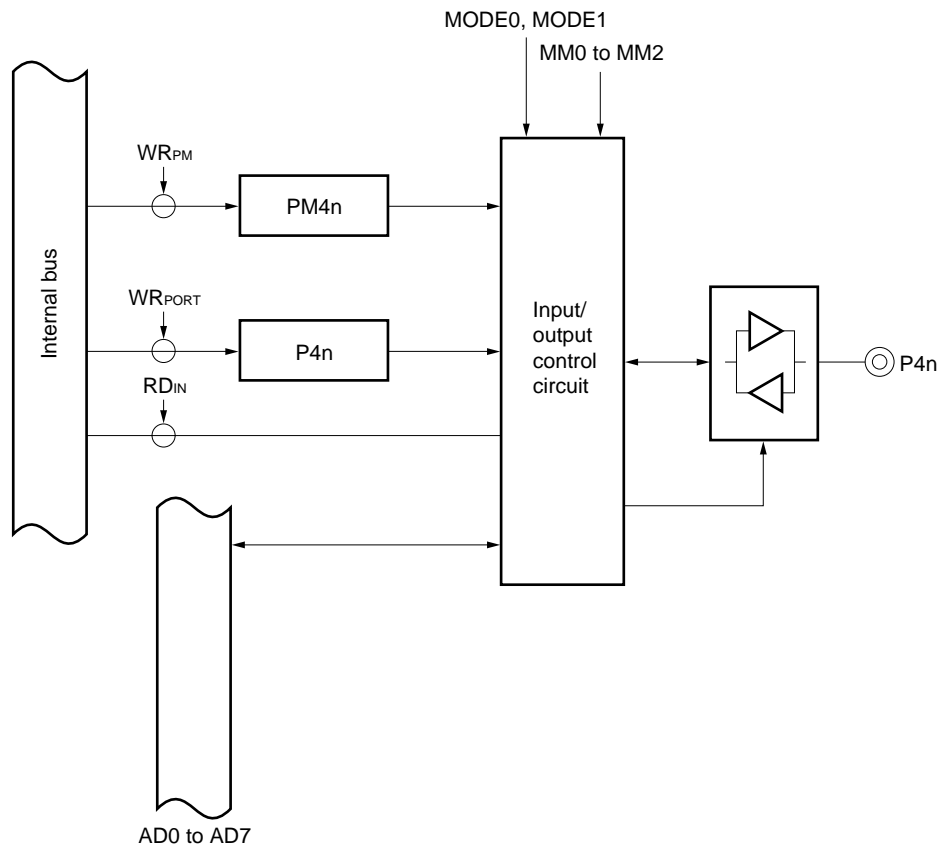 MODE0, MODE1
MM0 to MM2
WRPM
PM4n
Internal bus
WRPORT
P4n
RDIN
Input/
output
control
circuit
P4n
AD0 to AD7